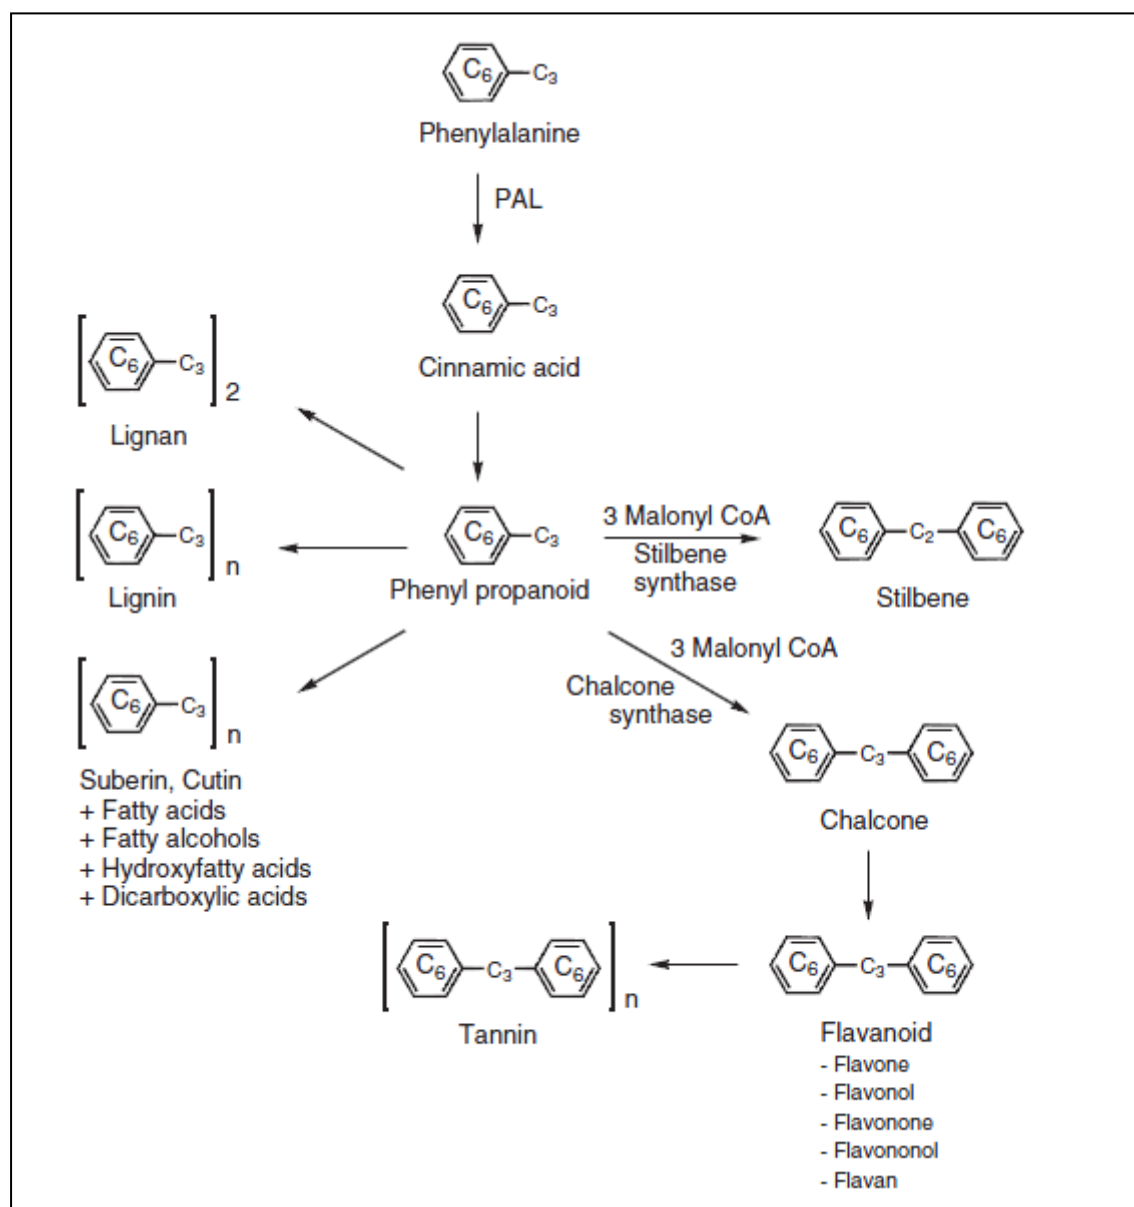 C6 C3
Phenylalanine
PAL
C6 C3
Cinnamic acid
C6 C3 2
Lignan
C6 C3 n
Lignin
C6 C3
Phenyl propanoid
3 Malonyl CoA
Stilbene
synthase
C6 C2 C6
Stilbene
3 Malonyl CoA
Chalcone
synthase
C6 C3 n
Suberin, Cutin
+ Fatty acids
+ Fatty alcohols
+ Hydroxyfatty acids
+ Dicarboxylic acids
C6 C3 C6
Chalcone
C6 C3 C6 n
Tannin
C6 C3 C6
Flavanoid
- Flavone
- Flavonol
- Flavonone
- Flavononol
- Flavan